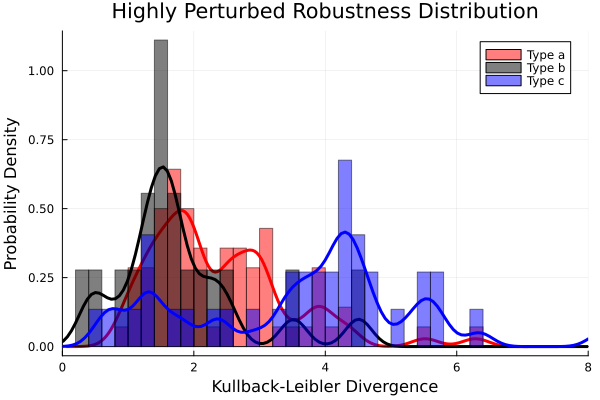 Highly Perturbed Robustness Distribution
Type a
Type b
Type c
Probability Density
1.00
0.75
0.50
0.25
0.00
0 2 4 6 8
Kullback-Leibler Divergence